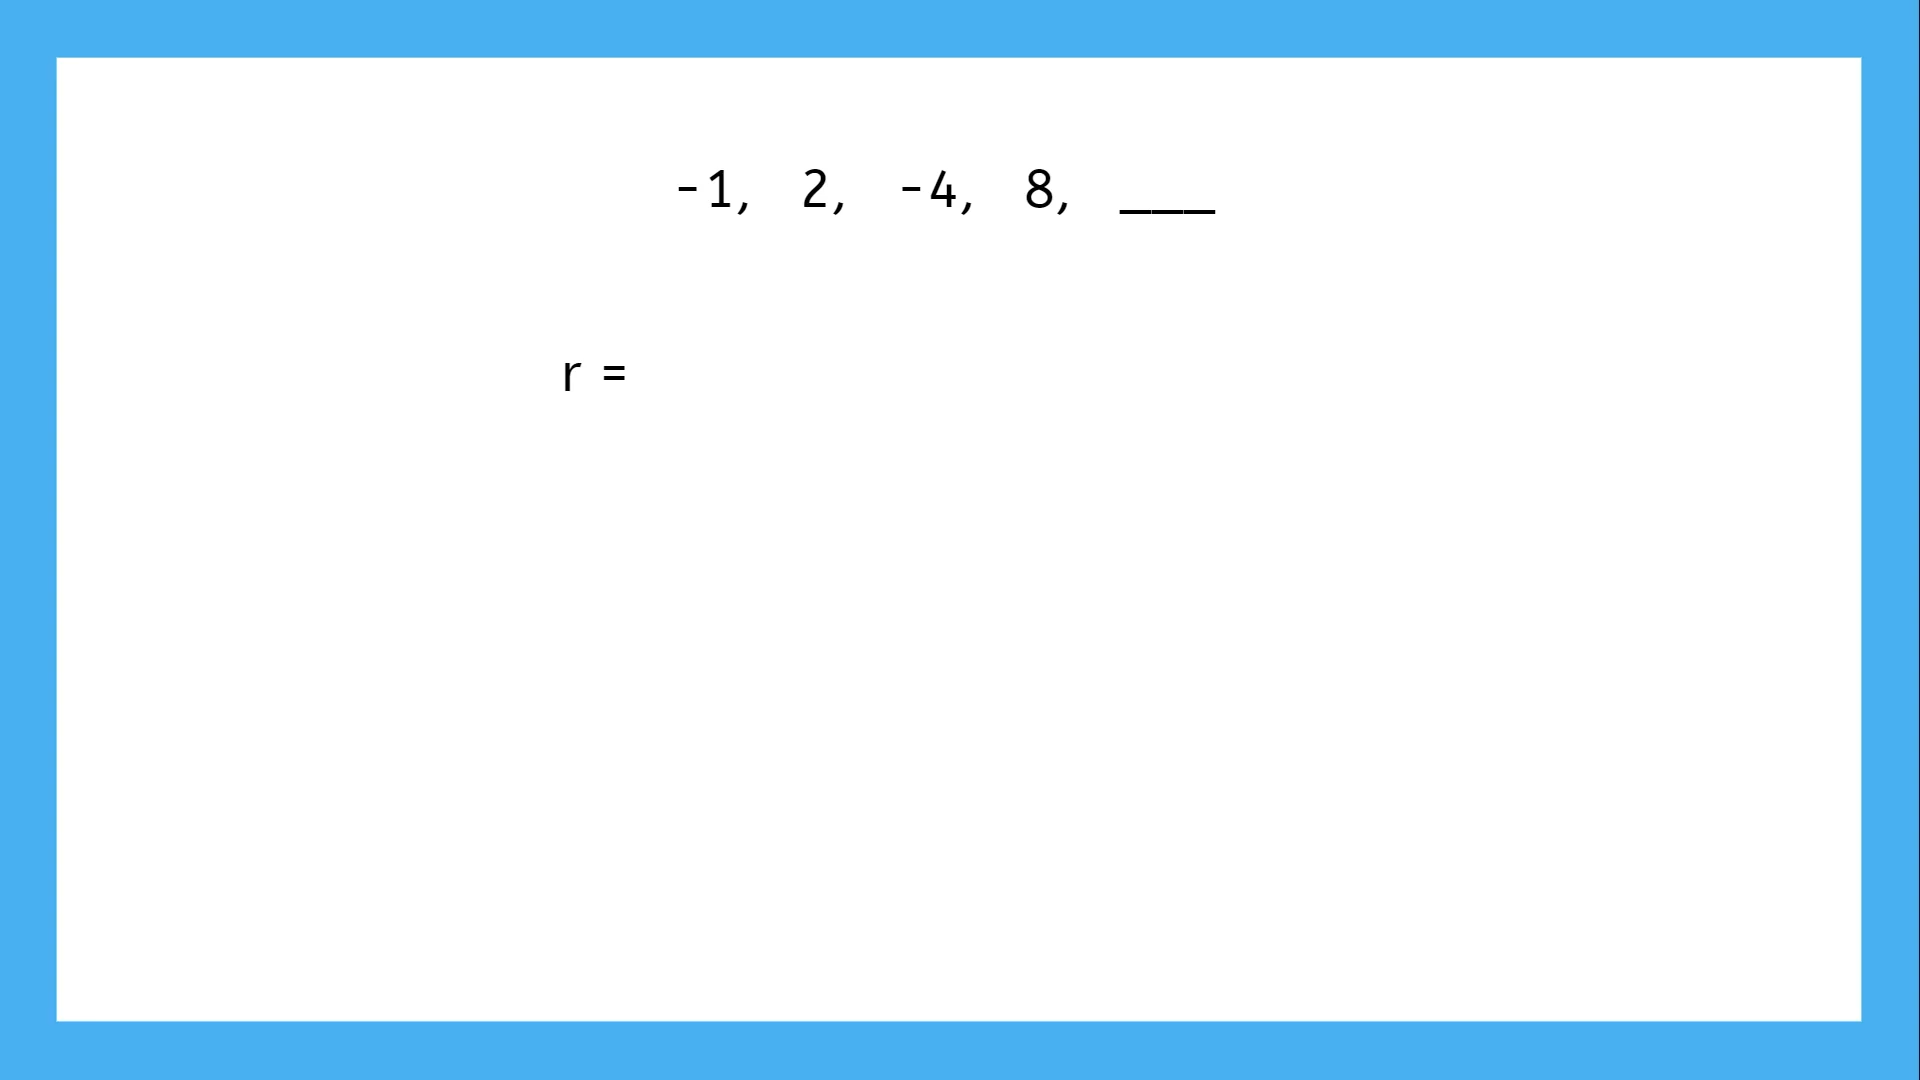 -1, 2, -4, 8, ___
r =